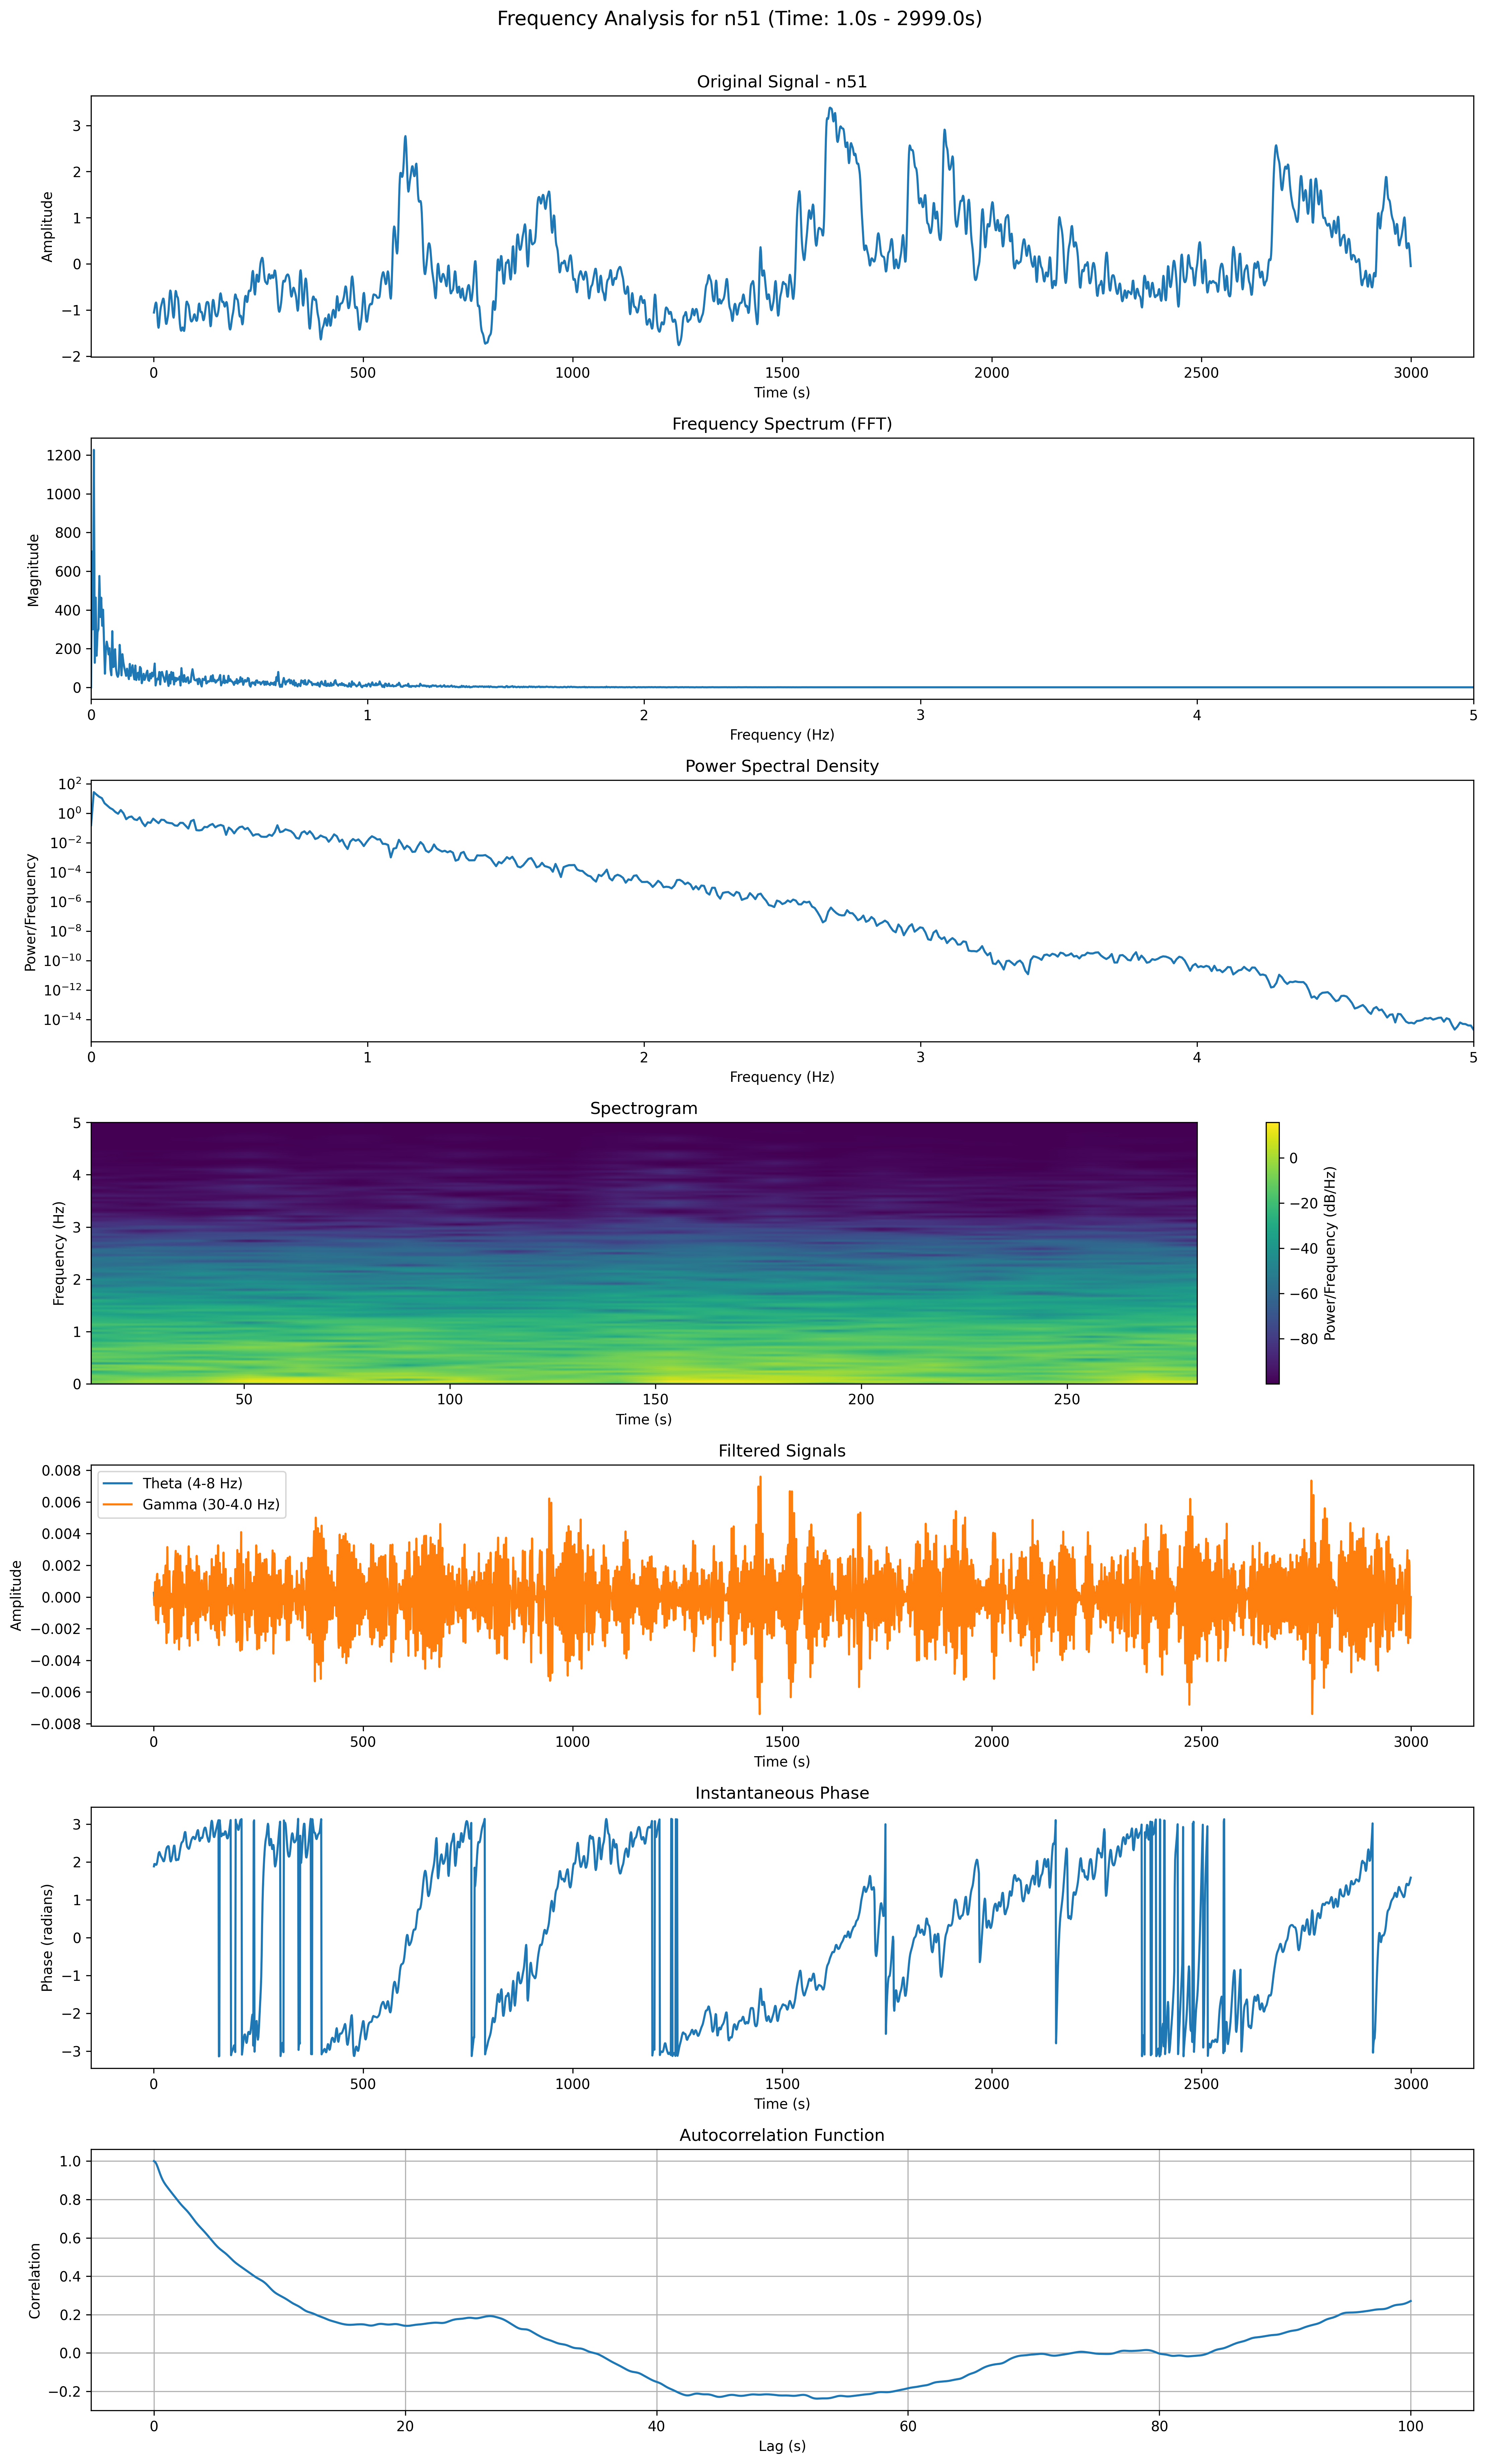 Frequency Analysis for n51 (Time: 1.0s - 2999.0s)
Original Signal - n51
Amplitude
3
2
1
0
−1
−2
0 500 1000 1500 2000 2500 3000
Time (s)
Frequency Spectrum (FFT)
Magnitude
1200
1000
800
600
400
200
0
0 1 2 3 4 5
Frequency (Hz)
Power Spectral Density
Power/Frequency
10²
10⁰
10⁻²
10⁻⁴
10⁻⁶
10⁻⁸
10⁻¹⁰
10⁻¹²
10⁻¹⁴
0 1 2 3 4 5
Frequency (Hz)
Spectrogram
Frequency (Hz)
5
4
3
2
1
0
50 100 150 200 250
Time (s)
0
−20
−40
−60
−80
Power/Frequency (dB/Hz)
Filtered Signals
Theta (4-8 Hz)
Gamma (30-4.0 Hz)
Amplitude
0.008
0.006
0.004
0.002
0.000
−0.002
−0.004
−0.006
−0.008
0 500 1000 1500 2000 2500 3000
Time (s)
Instantaneous Phase
Phase (radians)
3
2
1
0
−1
−2
−3
0 500 1000 1500 2000 2500 3000
Time (s)
Autocorrelation Function
Correlation
1.0
0.8
0.6
0.4
0.2
0.0
−0.2
0 20 40 60 80 100
Lag (s)